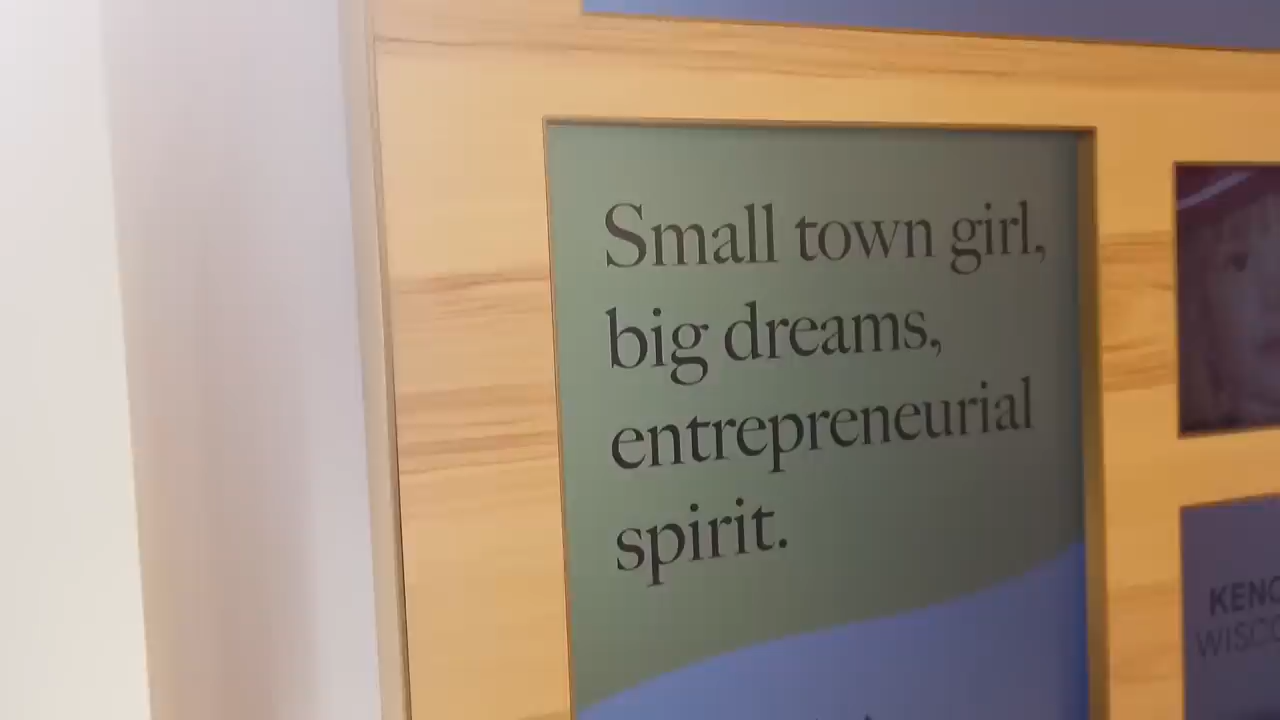 Small town girl,
big dreams,
entrepreneurial
spirit.